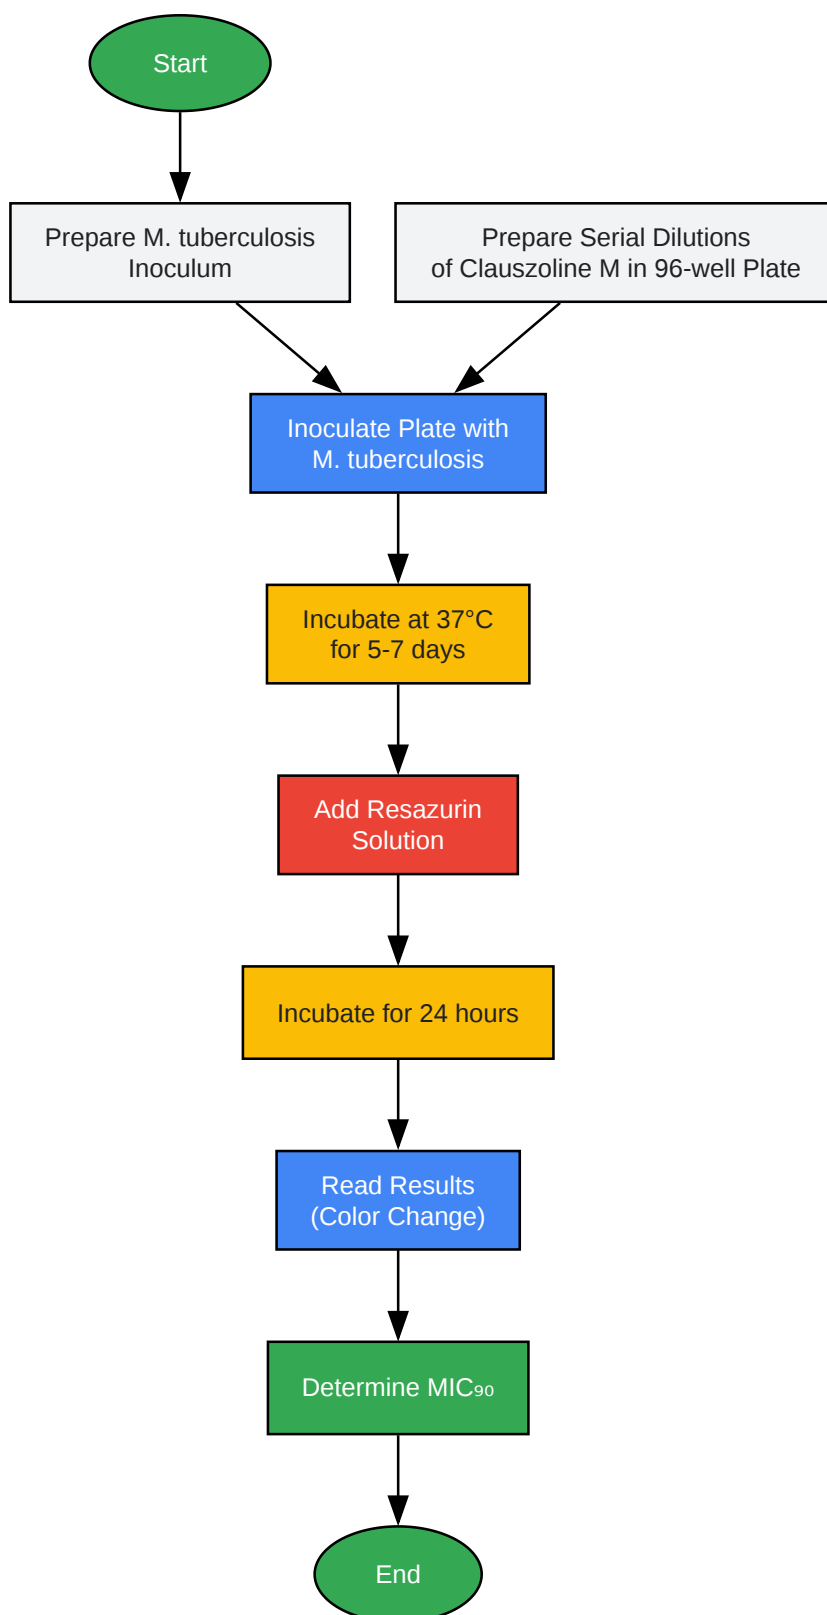 Start
Prepare M. tuberculosis
Inoculum
Prepare Serial Dilutions
of Clauszoline M in 96-well Plate
Inoculate Plate with
M. tuberculosis
Incubate at 37°C
for 5-7 days
Add Resazurin
Solution
Incubate for 24 hours
Read Results
(Color Change)
Determine MIC₉₀
End